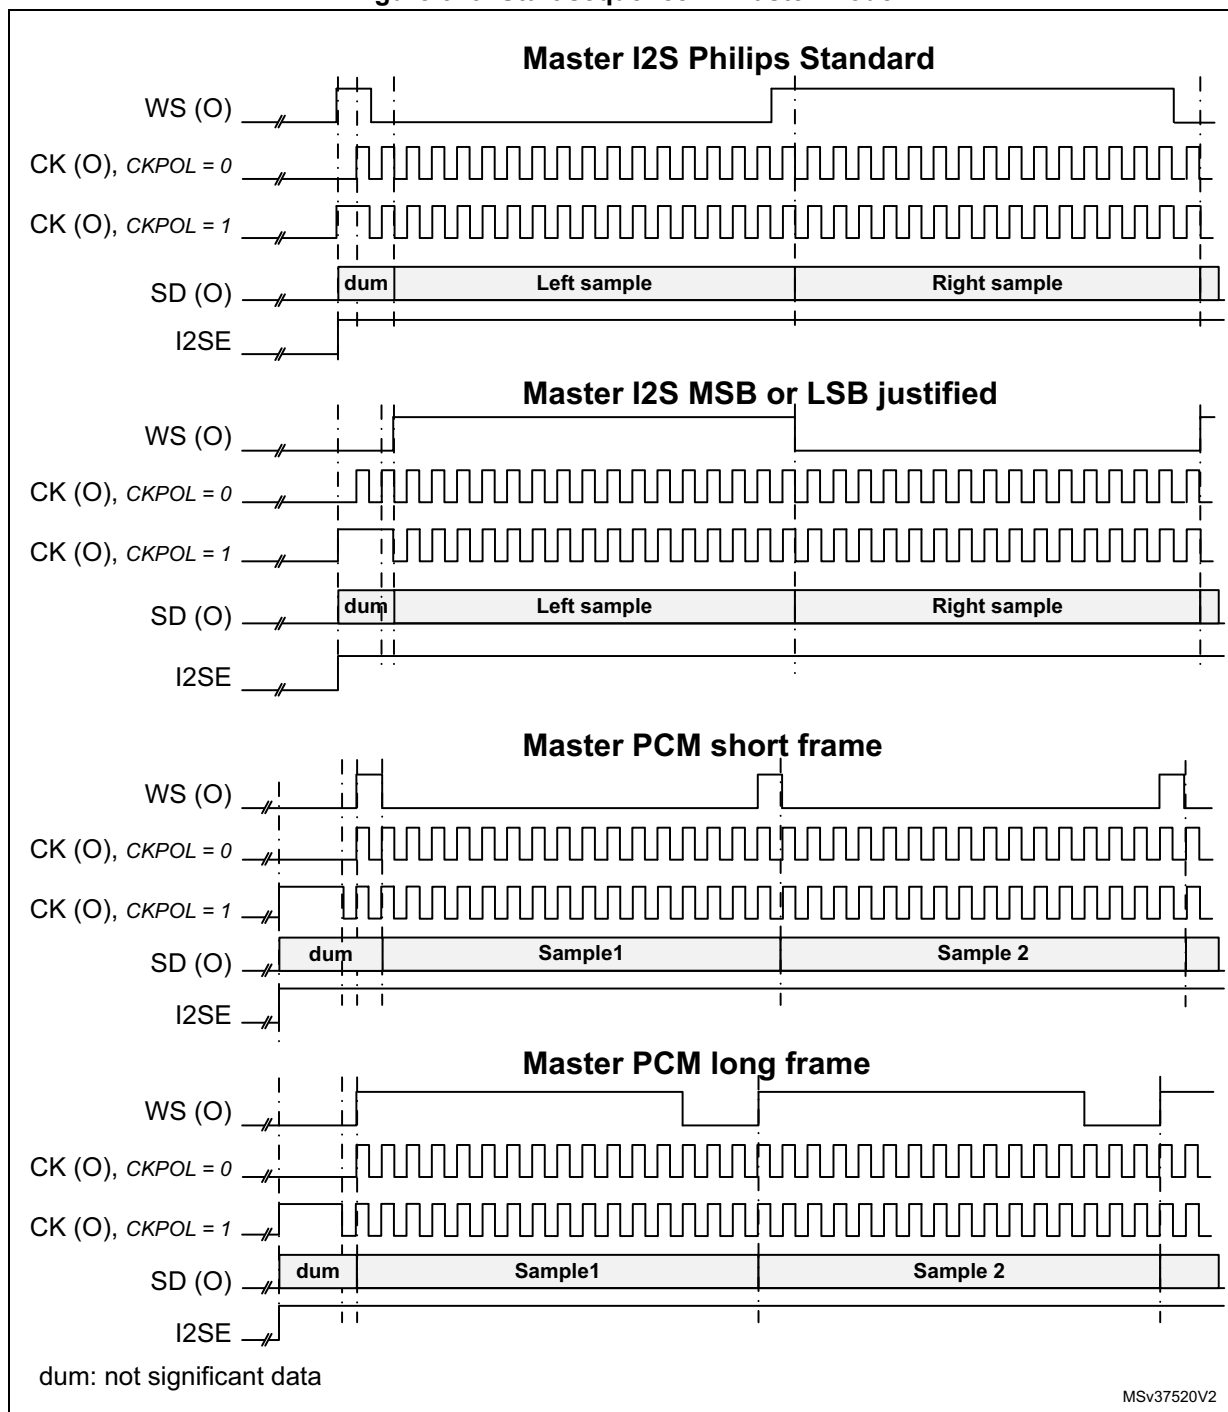 Master I2S Philips Standard
WS (O)
CK (O), CKPOL = 0
CK (O), CKPOL = 1
SD (O) dum Left sample Right sample
I2SE
Master I2S MSB or LSB justified
WS (O)
CK (O), CKPOL = 0
CK (O), CKPOL = 1
SD (O) dum Left sample Right sample
I2SE
Master PCM short frame
WS (O)
CK (O), CKPOL = 0
CK (O), CKPOL = 1
SD (O) dum Sample1 Sample 2
I2SE
Master PCM long frame
WS (O)
CK (O), CKPOL = 0
CK (O), CKPOL = 1
SD (O) dum Sample1 Sample 2
I2SE
dum: not significant data
MSv37520V2